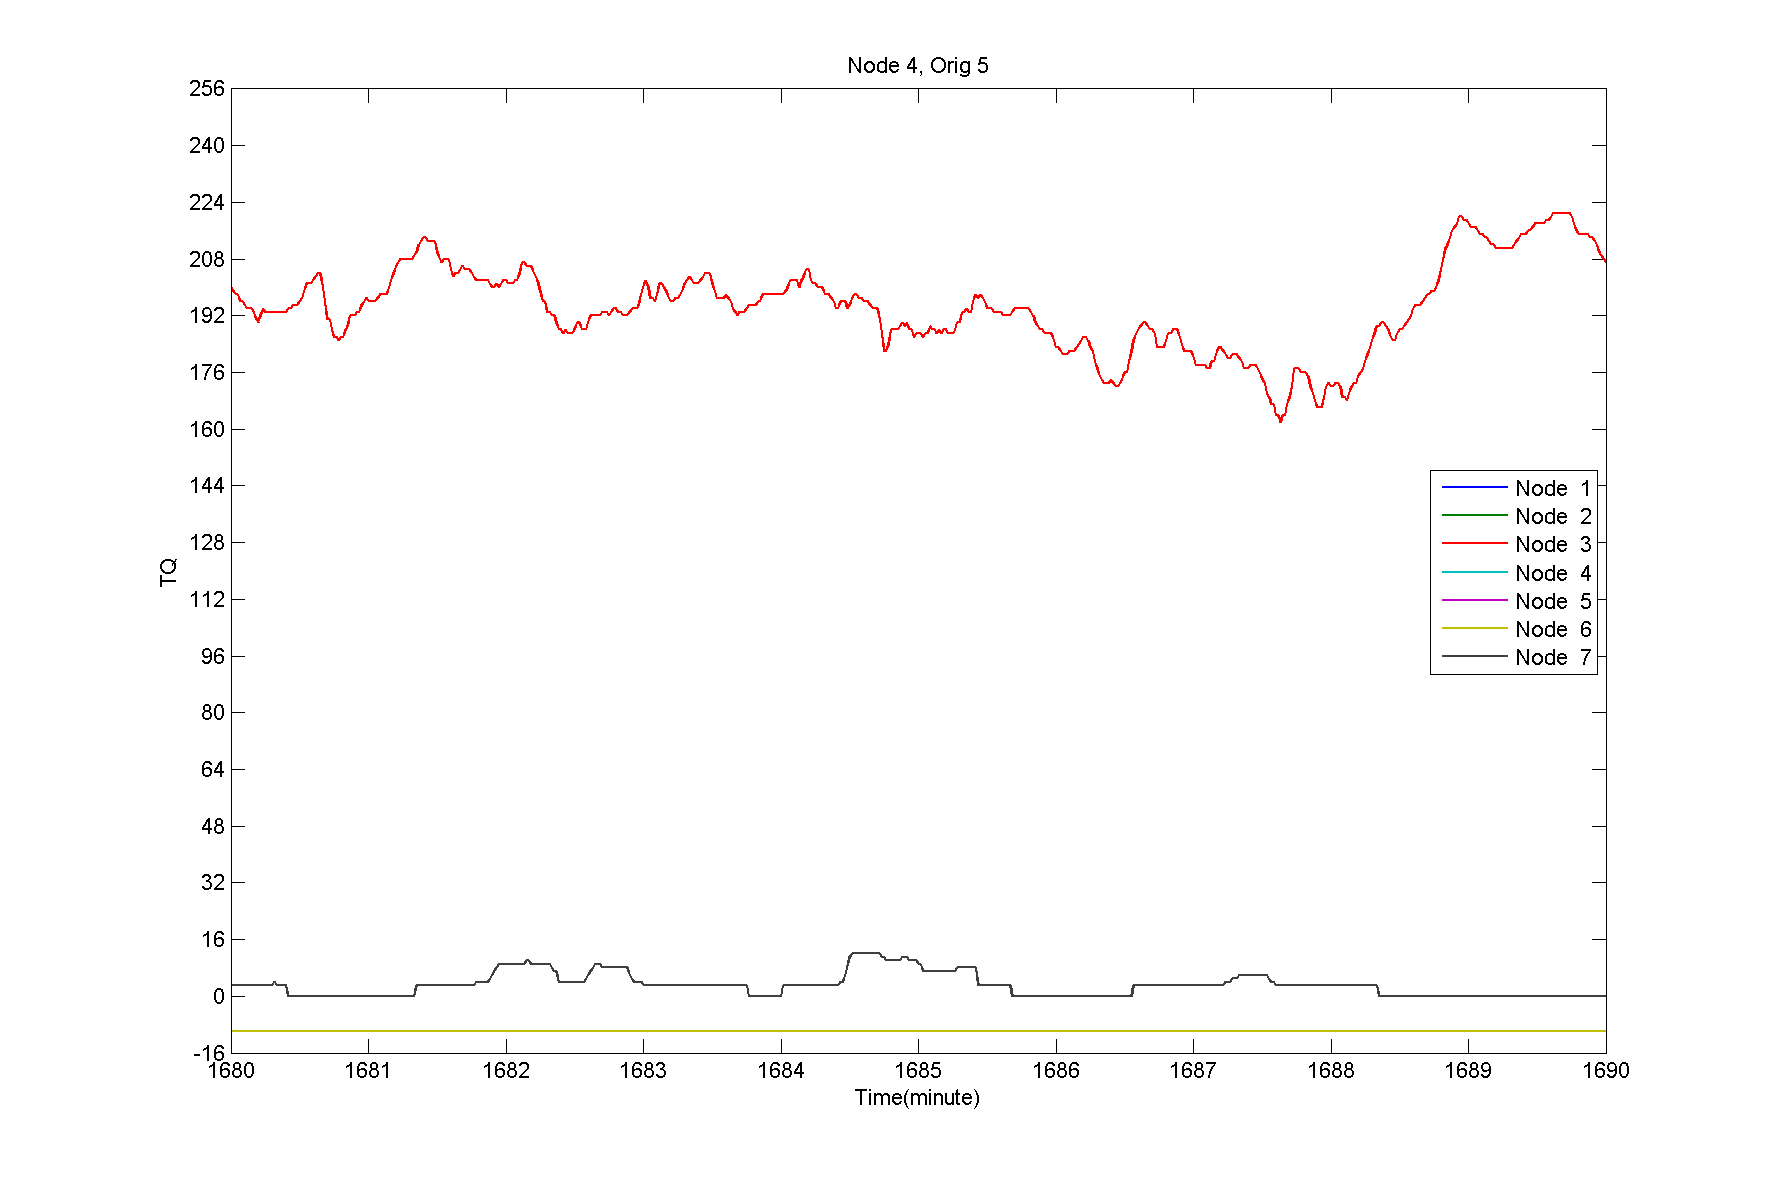 Node 4, Orig 5
256
240
224
208
192
176
160
144
128
112
96
80
64
48
32
16
0
-16
TQ
Node 1
Node 2
Node 3
Node 4
Node 5
Node 6
Node 7
1680 1681 1682 1683 1684 1685 1686 1687 1688 1689 1690
Time(minute)